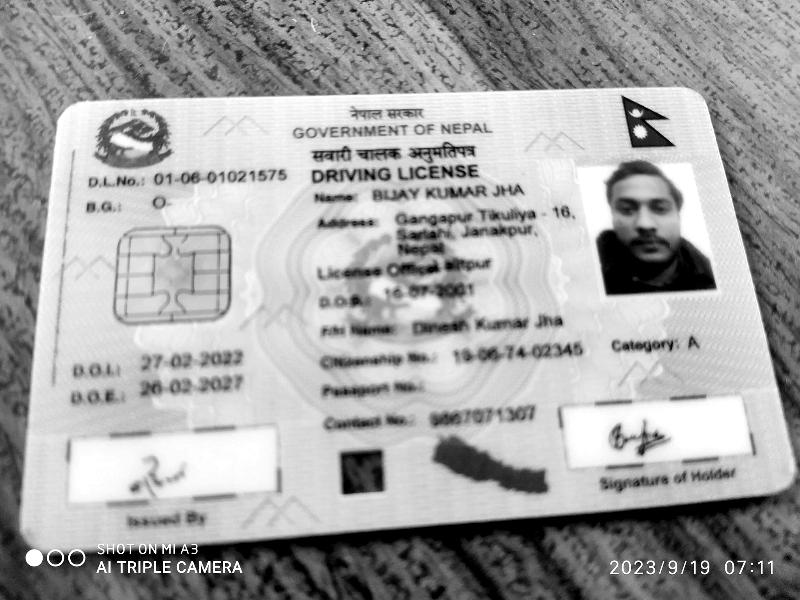 नेपाल सरकार
GOVERNMENT OF NEPAL
सवारी चालक अनुमतिपत्र
DRIVING LICENSE
D.L.No.: 01-06-01021575
B.G.: O-
Name: BIJAY KUMAR JHA
Address: Gangapur Tikuliya - 16,
Sarlahi, Janakpur,
Nepal
License Office:
D.O.B.: 16-07-2001
F/H Name: Dinesh Kumar Jha
Citizenship No.: 19-06-74-02345
Category: A
Passport No.:
Contact No.: 9867071307
D.O.I.: 27-02-2022
D.O.E.: 26-02-2027
Issued By
Signature of Holder
SHOT ON MI A3
AI TRIPLE CAMERA
2023/9/19 07:11